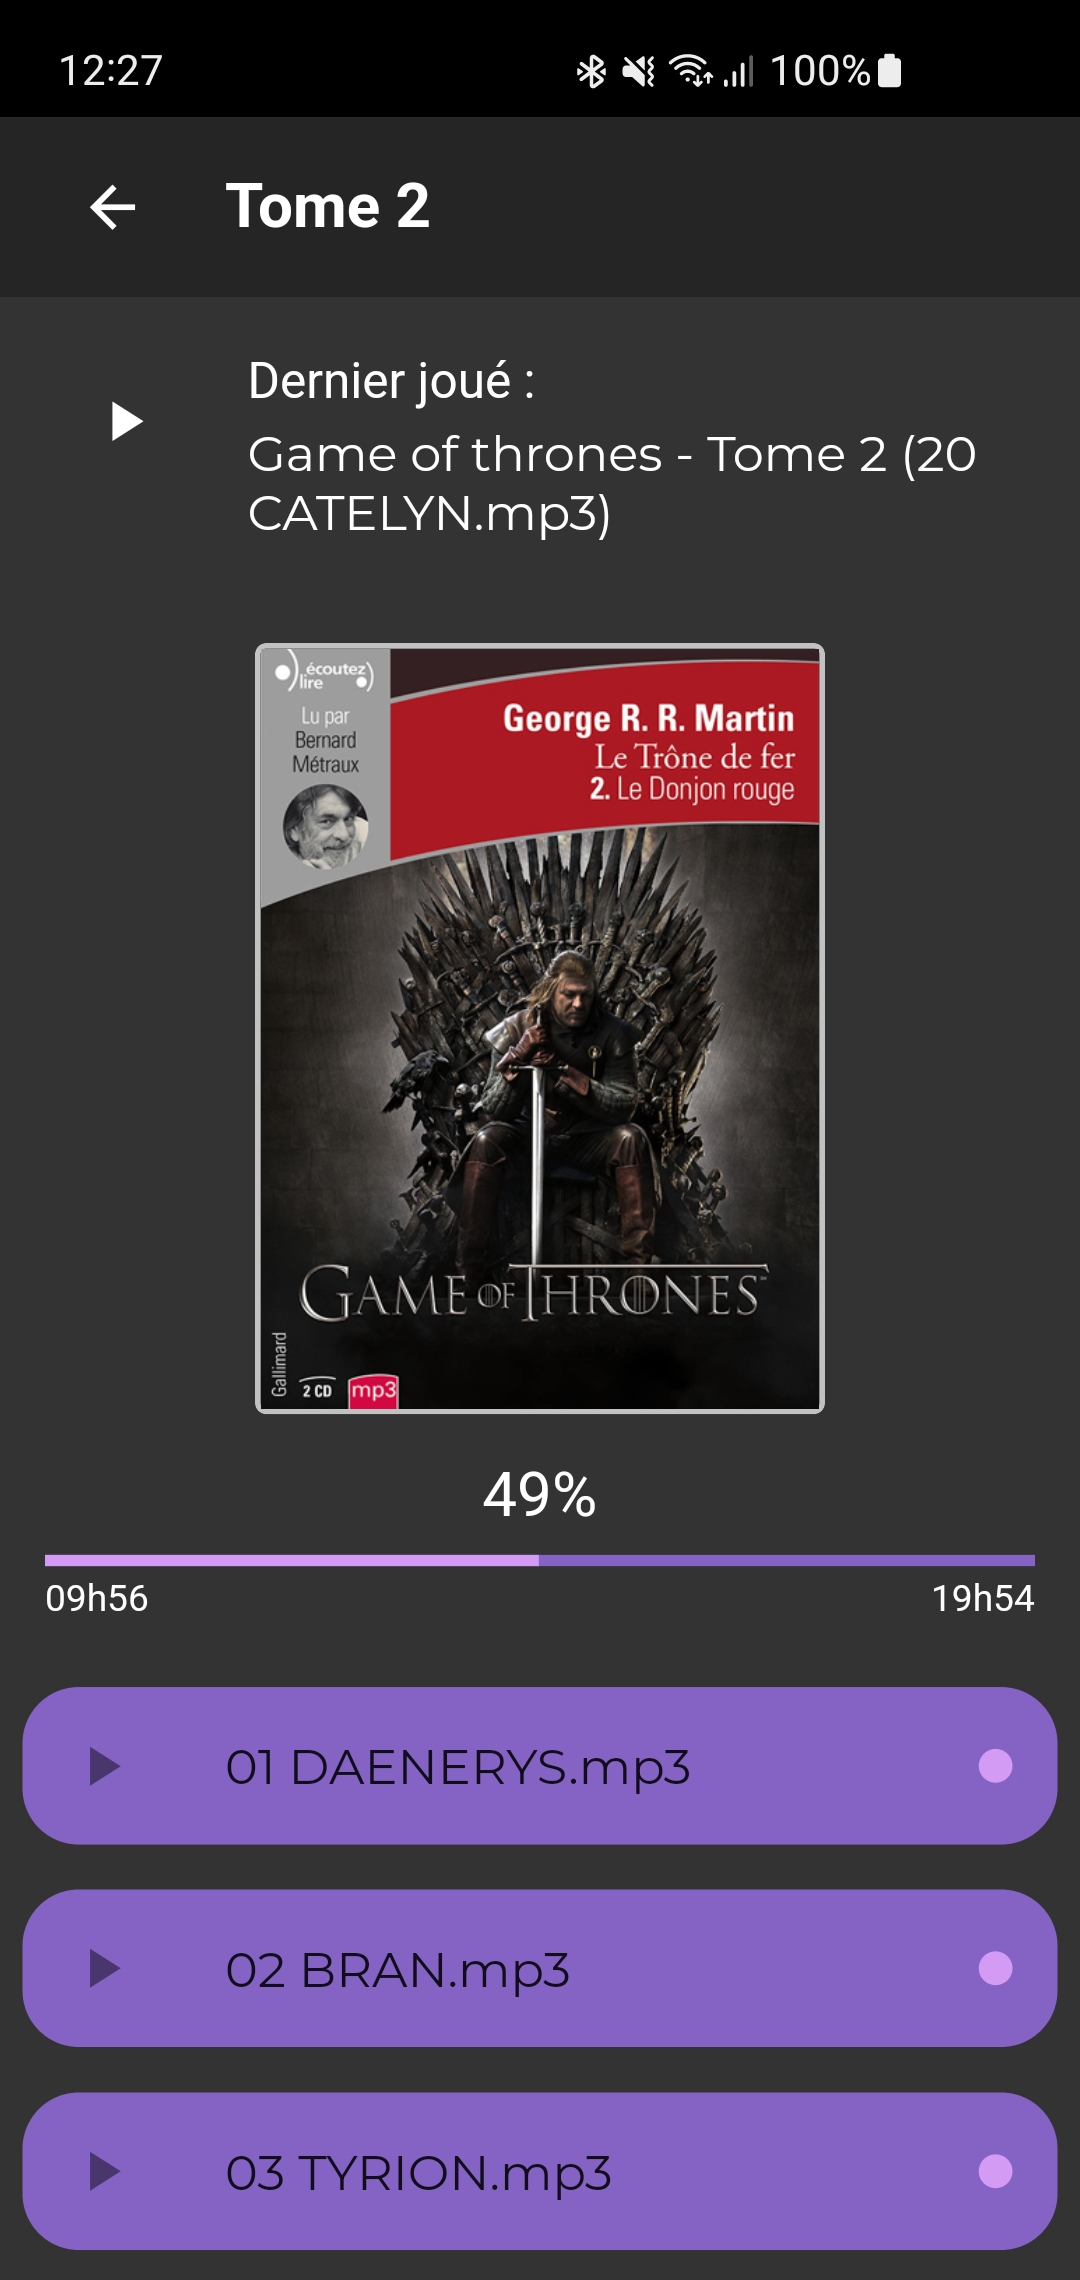 12:27
100%
Tome 2
Dernier joué :
Game of thrones - Tome 2 (20
CATELYN.mp3)
écoutez
lire
Lu par
Bernard
Métraux
George R. R. Martin
Le Trône de fer
2. Le Donjon rouge
GAME OF THRONES
Gallimard
2 CD
mp3
49%
09h56
19h54
01 DAENERYS.mp3
02 BRAN.mp3
03 TYRION.mp3